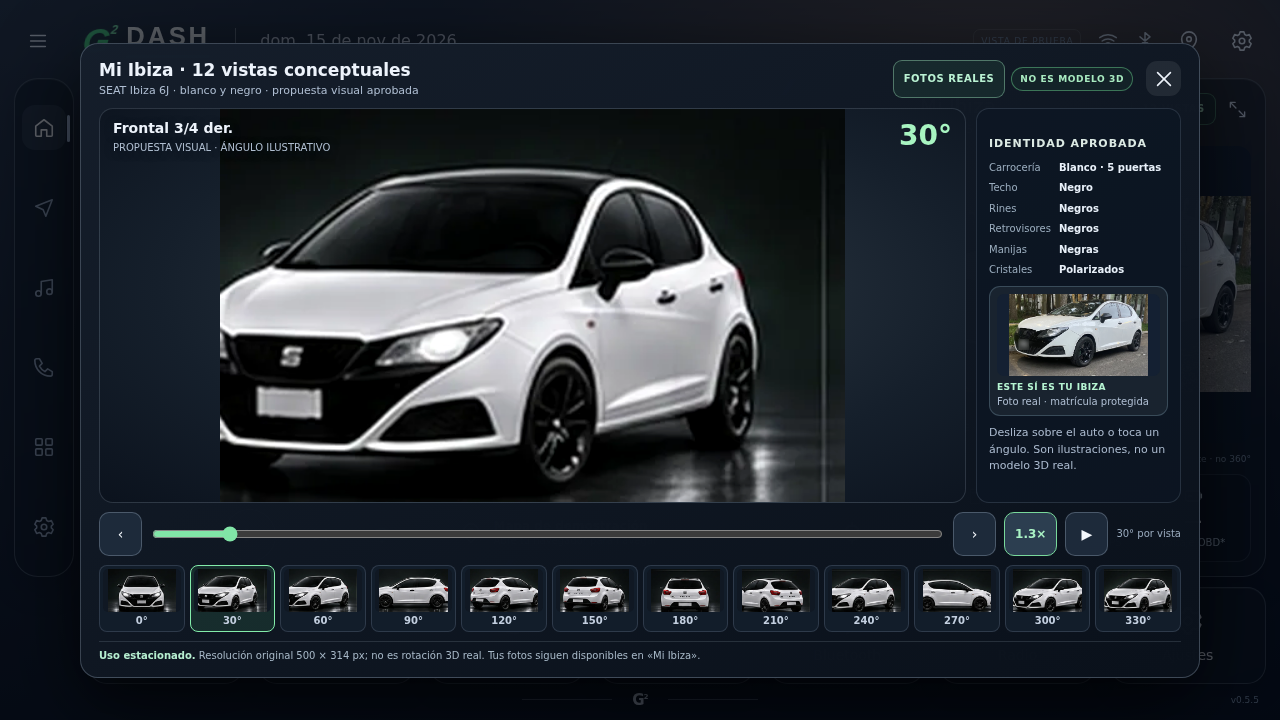 G² DASH
dom, 15 de nov de 2026
VISTA DE PRUEBA
Mi Ibiza · 12 vistas conceptuales
SEAT Ibiza 6J · blanco y negro · propuesta visual aprobada
FOTOS REALES
NO ES MODELO 3D
Frontal 3/4 der.
PROPUESTA VISUAL · ÁNGULO ILUSTRATIVO
30°
IDENTIDAD APROBADA
Carrocería Blanco · 5 puertas
Techo Negro
Rines Negros
Retrovisores Negros
Manijas Negras
Cristales Polarizados
ESTE SÍ ES TU IBIZA
Foto real · matrícula protegida
Desliza sobre el auto o toca un
ángulo. Son ilustraciones, no un
modelo 3D real.
no 360°
OBD*
‹
›
1.3×
▶
30° por vista
0°
30°
60°
90°
120°
150°
180°
210°
240°
270°
300°
330°
Uso estacionado. Resolución original 500 × 314 px; no es rotación 3D real. Tus fotos siguen disponibles en «Mi Ibiza».
G²
v0.5.5